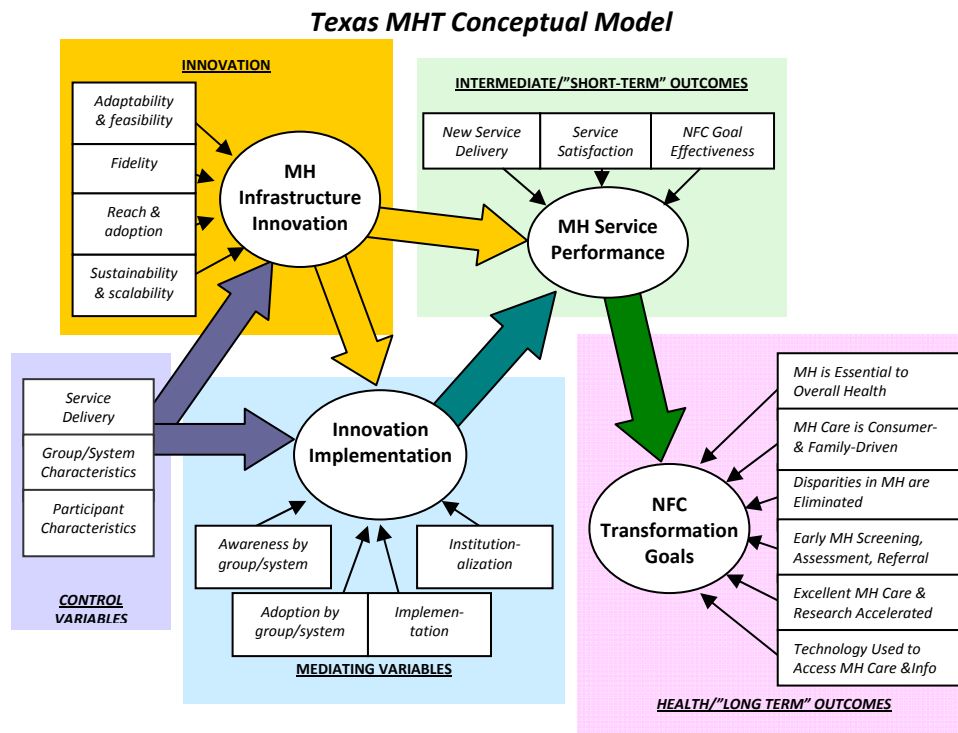 Texas MHT Conceptual Model
INNOVATION
Adaptability
& feasibility
Fidelity
Reach &
adoption
Sustainability
& scalability
MH
Infrastructure
Innovation
INTERMEDIATE/”SHORT-TERM” OUTCOMES
New Service
Delivery
Service
Satisfaction
NFC Goal
Effectiveness
MH Service
Performance
Service
Delivery
Group/System
Characteristics
Participant
Characteristics
CONTROL
VARIABLES
Innovation
Implementation
Awareness by
group/system
Institution-
alization
Adoption by
group/system
Implemen-
tation
MEDIATING VARIABLES
NFC
Transformation
Goals
MH is Essential to
Overall Health
MH Care is Consumer-
& Family-Driven
Disparities in MH are
Eliminated
Early MH Screening,
Assessment, Referral
Excellent MH Care &
Research Accelerated
Technology Used to
Access MH Care &Info
HEALTH/”LONG TERM” OUTCOMES